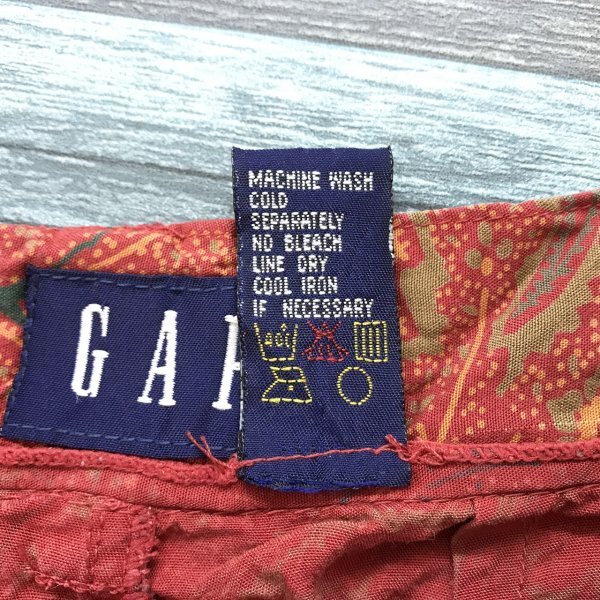 MACHINE WASH
COLD
SEPARATELY
NO BLEACH
LINE DRY
COOL IRON
IF NECESSARY
GAP